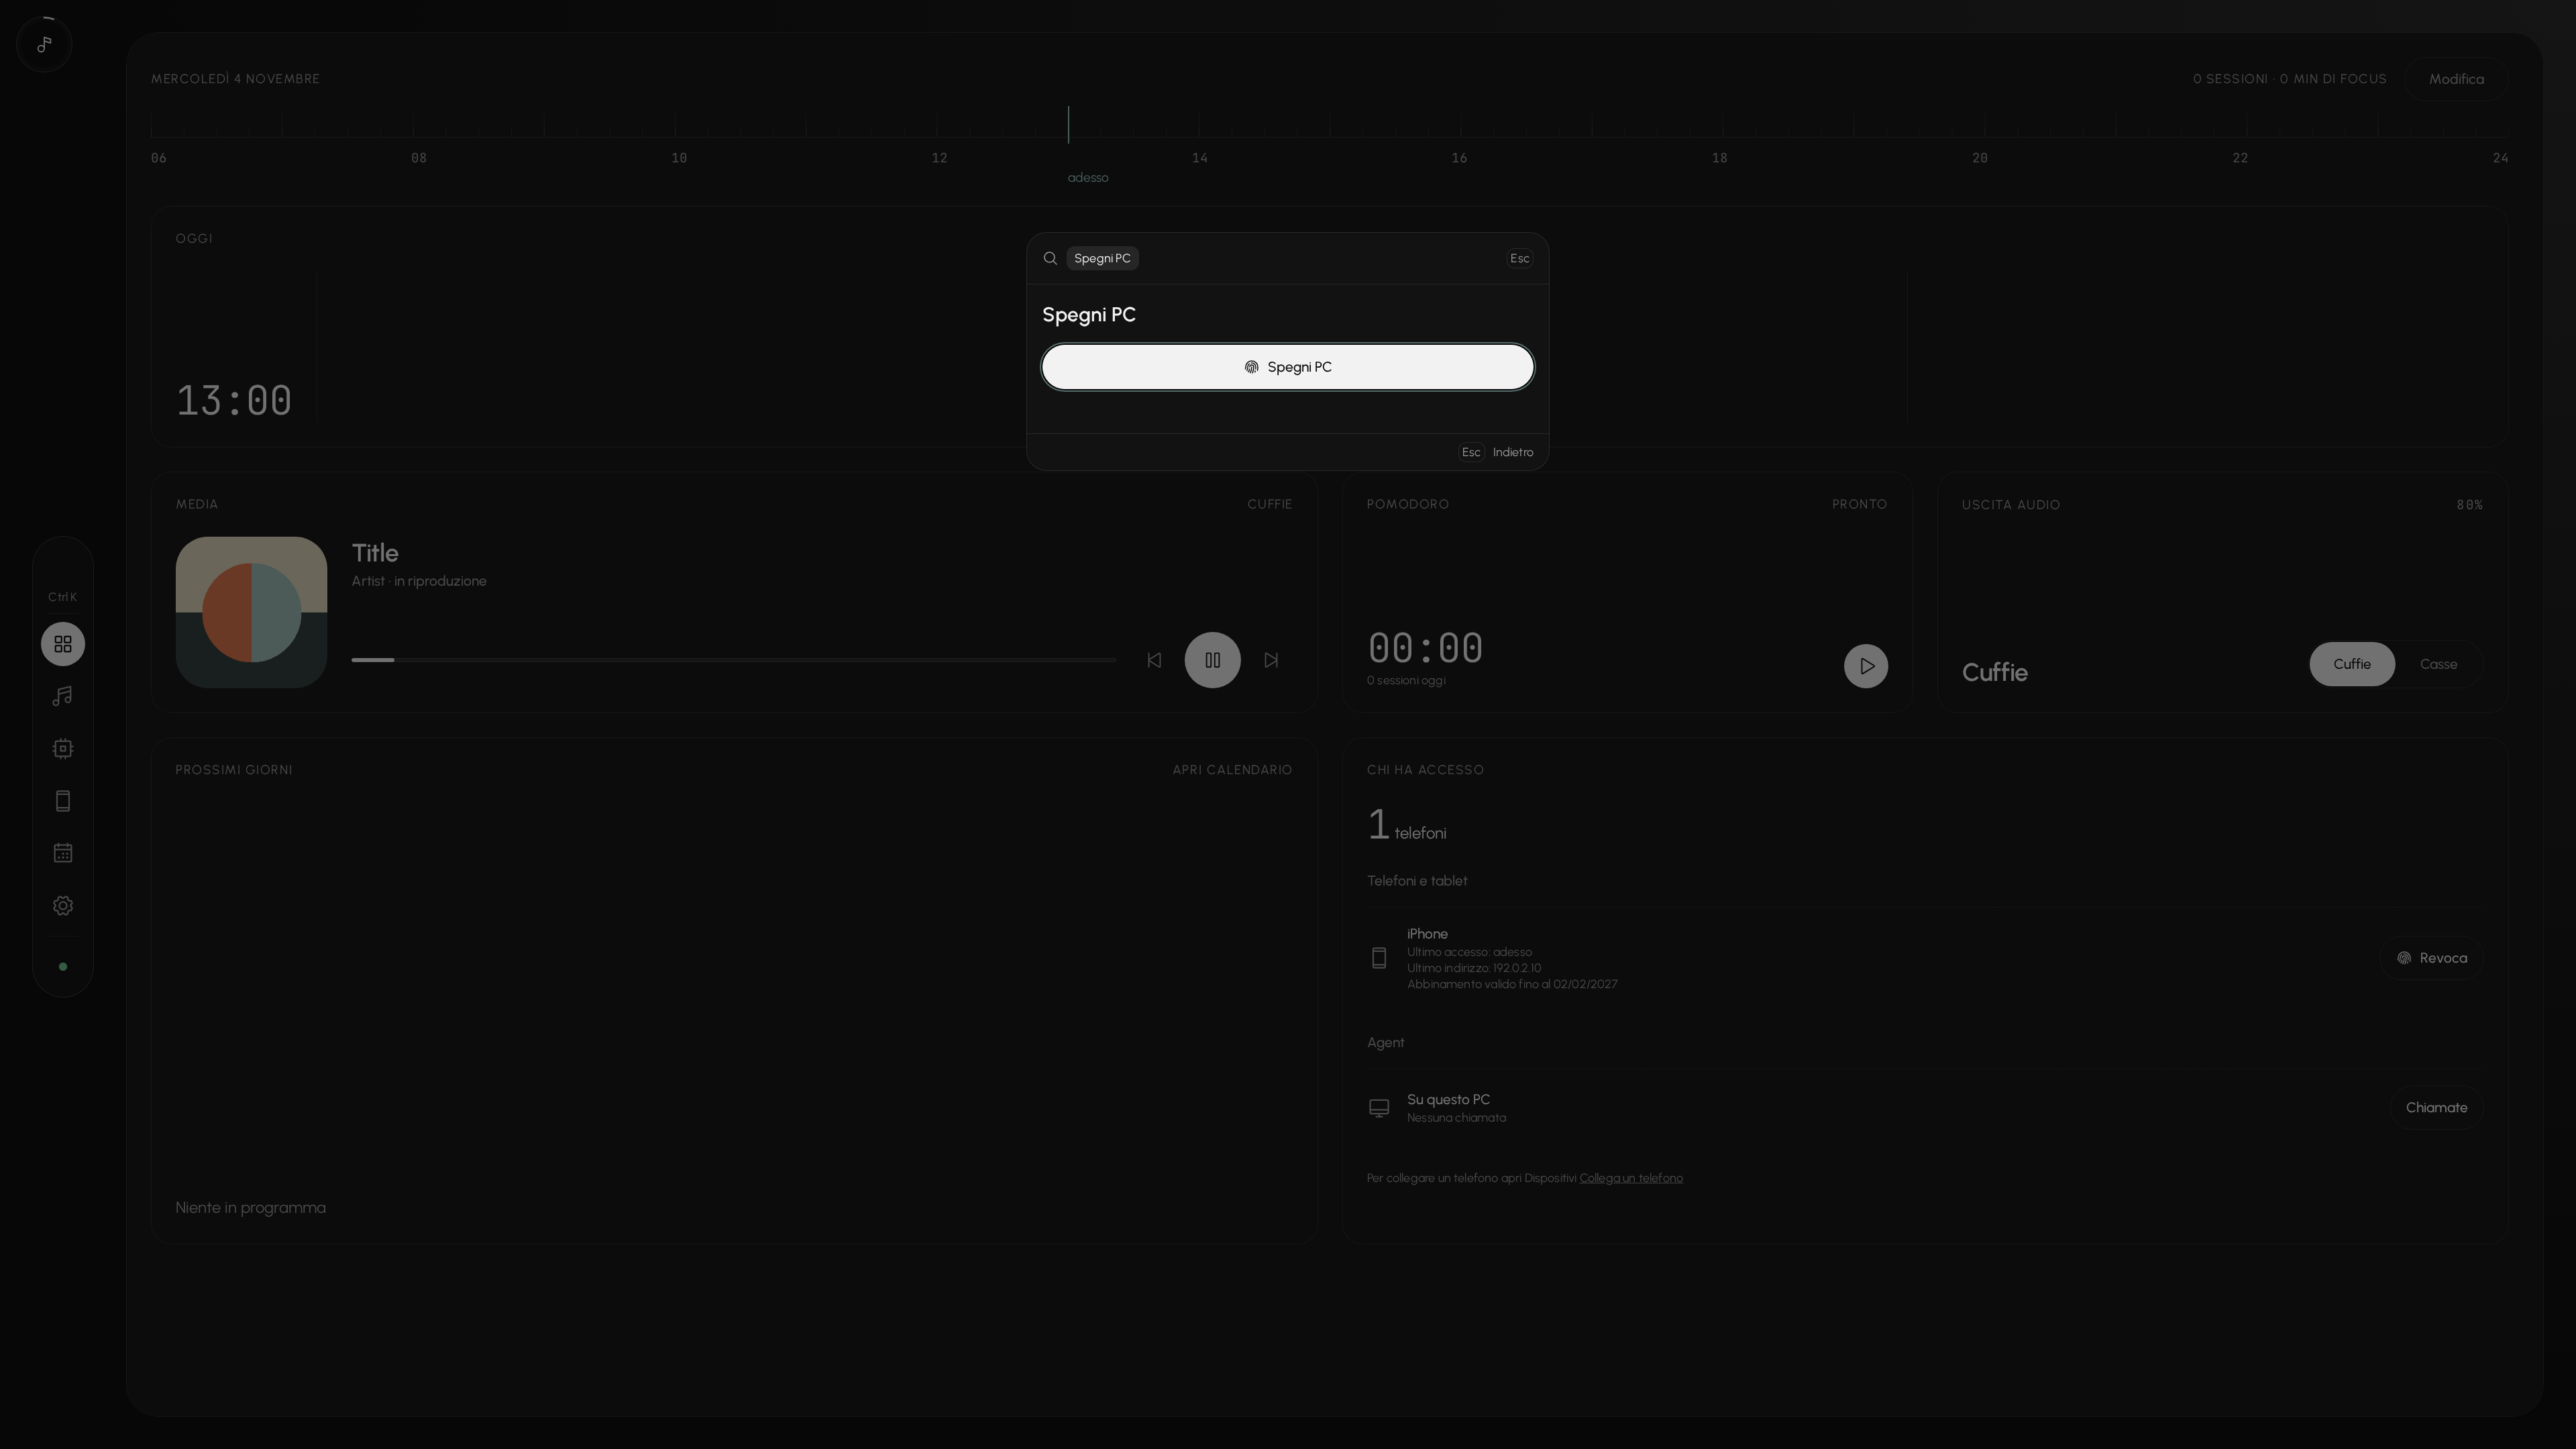 MERCOLEDÌ 4 NOVEMBRE
0 SESSIONI · 0 MIN DI FOCUS
Modifica
06 08 10 12 14 16 18 20 22 24
adesso
OGGI
13:00
Spegni PC
Esc
Spegni PC
Spegni PC
Esc Indietro
MEDIA
CUFFIE
Title
Artist · in riproduzione
POMODORO
PRONTO
00:00
0 sessioni oggi
USCITA AUDIO
80%
Cuffie
Cuffie
Casse
Ctrl K
PROSSIMI GIORNI
APRI CALENDARIO
Niente in programma
CHI HA ACCESSO
1 telefoni
Telefoni e tablet
iPhone
Ultimo accesso: adesso
Ultimo indirizzo: 192.0.2.10
Abbinamento valido fino al 02/02/2027
Revoca
Agent
Su questo PC
Nessuna chiamata
Chiamate
Per collegare un telefono apri Dispositivi Collega un telefono